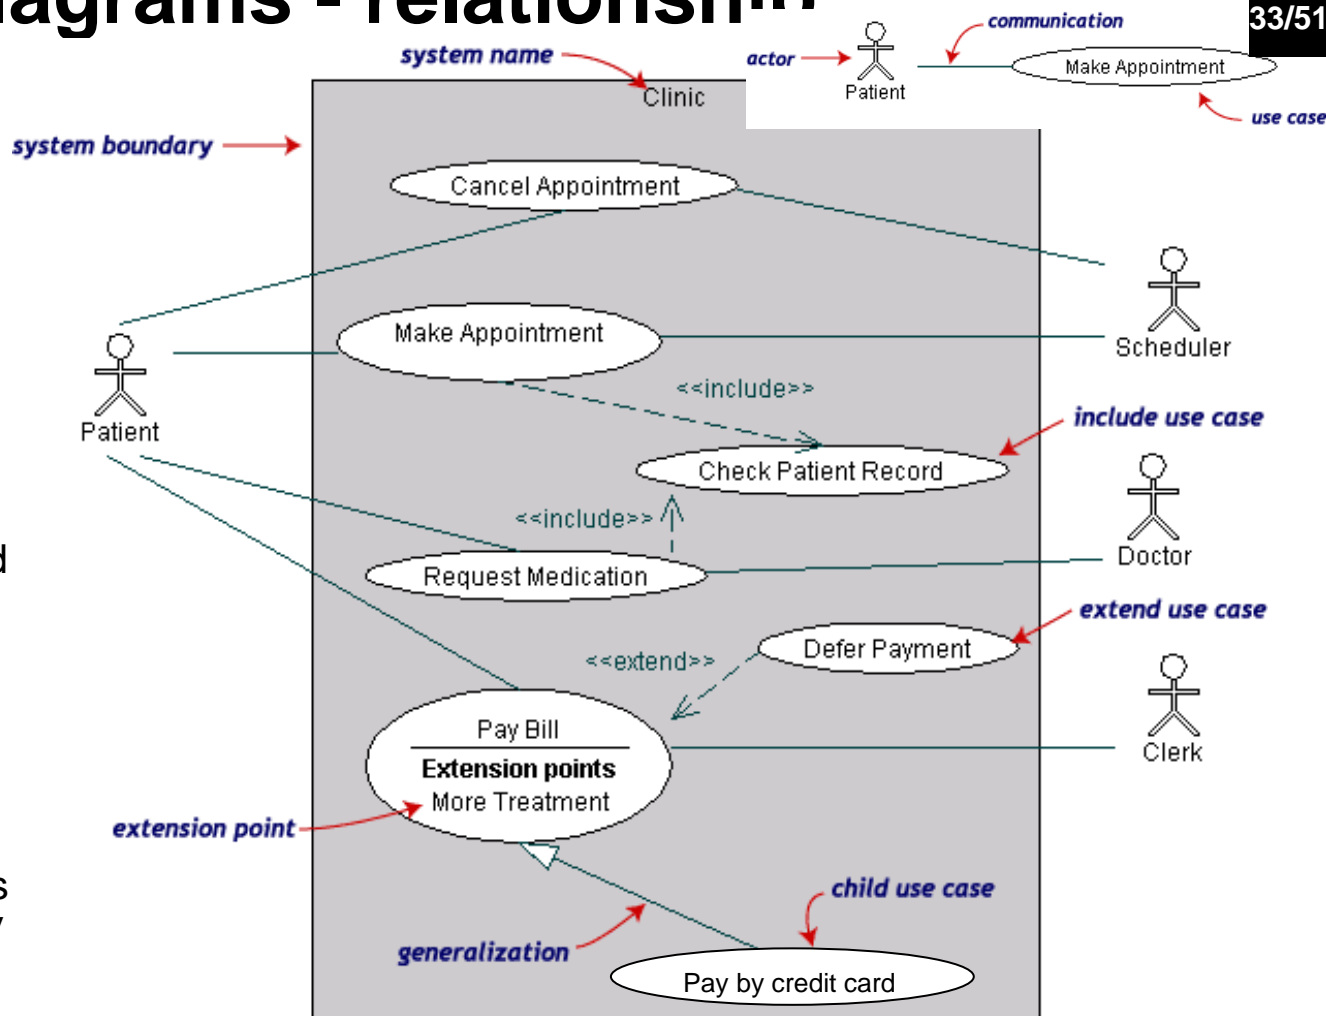 relationship
33/51
communication
system name
actor
Make Appointment
Clinic
Patient
use case
system boundary
Cancel Appointment
Make Appointment
Scheduler
<<include>>
include use case
Patient
Check Patient Record
<<include>>
Doctor
Request Medication
extend use case
Defer Payment
<<extend>>
Pay Bill
Clerk
Extension points
More Treatment
extension point
child use case
generalization
Pay by credit card